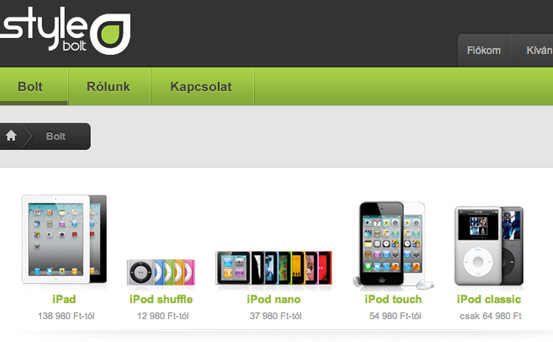 style
bolt
Fiókom
Kíván
Bolt
Rólunk
Kapcsolat
Bolt
iPad
138 980 Ft-tól
iPod shuffle
12 980 Ft-tól
iPod nano
37 980 Ft-tól
iPod touch
54 980 Ft-tól
iPod classic
csak 64 980 Ft